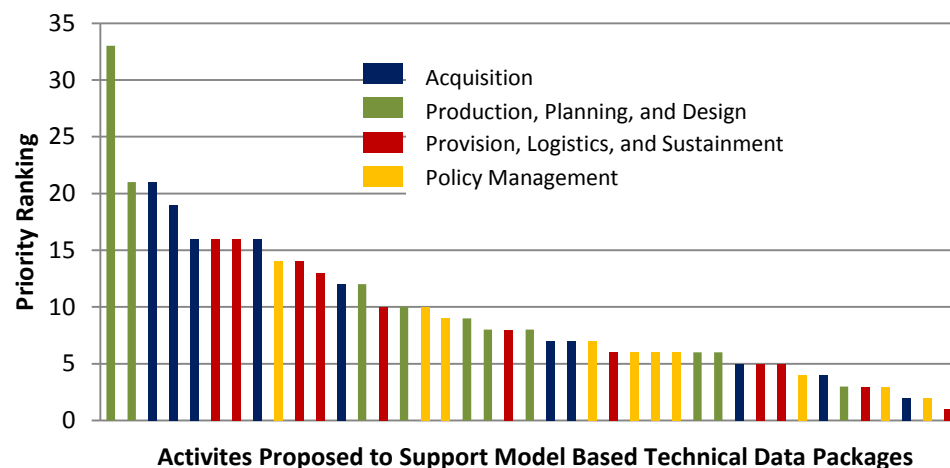 35
30
25
20
15
10
5
0
Priority Ranking
Acquisition
Production, Planning, and Design
Provision, Logistics, and Sustainment
Policy Management
Activites Proposed to Support Model Based Technical Data Packages